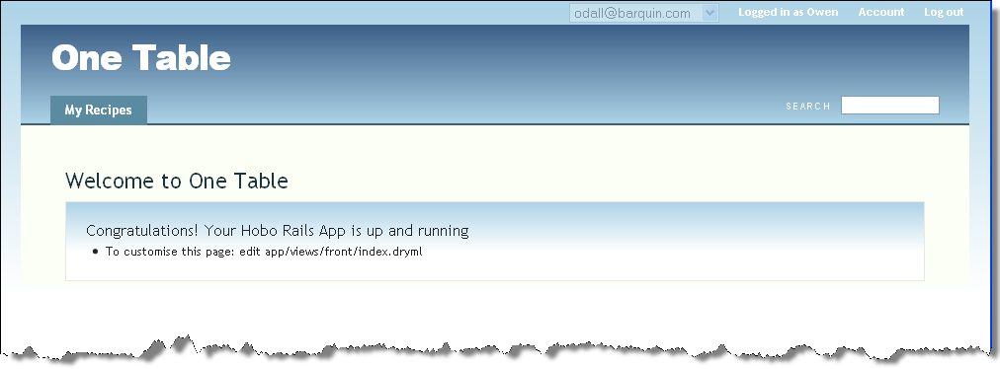 odall@barquin.com Logged in as Owen Account Log out
One Table
My Recipes SEARCH
Welcome to One Table
Congratulations! Your Hobo Rails App is up and running
• To customise this page: edit app/views/front/index.dryml